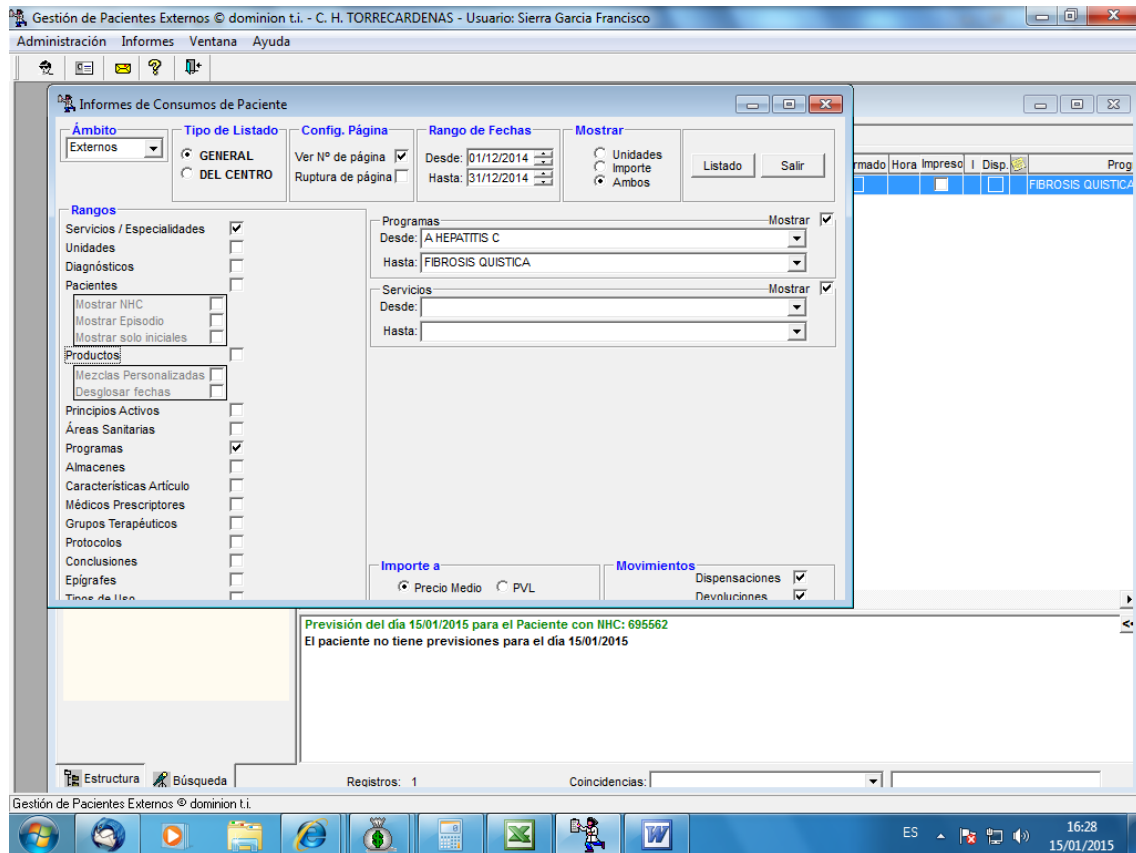 Gestión de Pacientes Externos © dominion t.i. - C. H. TORRECARDENAS - Usuario: Sierra Garcia Francisco
Administración Informes Ventana Ayuda
Informes de Consumos de Paciente
Ámbito Tipo de Listado Config. Página Rango de Fechas Mostrar
Externos
GENERAL
DEL CENTRO
Ver Nº de página
Ruptura de página
Desde: 01/12/2014
Hasta: 31/12/2014
Unidades
Importe
Ambos
Listado Salir
rmado Hora Impreso I Disp. Prog
FIBROSIS QUISTICA
Rangos
Servicios / Especialidades
Unidades
Diagnósticos
Pacientes
Mostrar NHC
Mostrar Episodio
Mostrar solo iniciales
Productos
Mezclas Personalizadas
Desglosar fechas
Principios Activos
Áreas Sanitarias
Programas
Almacenes
Características Artículo
Médicos Prescriptores
Grupos Terapéuticos
Protocolos
Conclusiones
Epígrafes
Tipos de Uso
Programas Mostrar
Desde: A HEPATITIS C
Hasta: FIBROSIS QUISTICA
Servicios Mostrar
Desde:
Hasta:
Importe a
Precio Medio PVL
Movimientos
Dispensaciones
Devoluciones
Previsión del día 15/01/2015 para el Paciente con NHC: 695562
El paciente no tiene previsiones para el día 15/01/2015
<<
Estructura Búsqueda Registros: 1 Coincidencias:
Gestión de Pacientes Externos © dominion t.i.
ES 16:28
15/01/2015